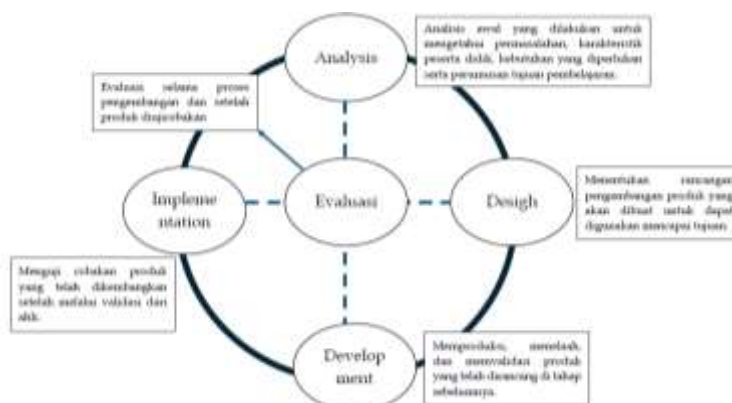 Analysis
Analisis awal yang dilakukan untuk
mengetahui permasalahan, karakteristik
peserta didik, kebutuhan yang diperlukan
serta perumusan tujuan pembelajaran.
Evaluasi selama proses
pengembangan dan setelah
produk diujicobakan
Impleme
ntation
Evaluasi
Desigh
Menentukan rancangan
pengembangan produk yang
akan dibuat untuk dapat
digunakan mencapai tujuan
Menguji cobakan produk
yang telah dikembangkan
setelah melalui validasi dari
ahli.
Develop
ment
Memproduksi, menelaah,
dan memvalidasi produk
yang telah dirancang di tahap
sebelumnya.